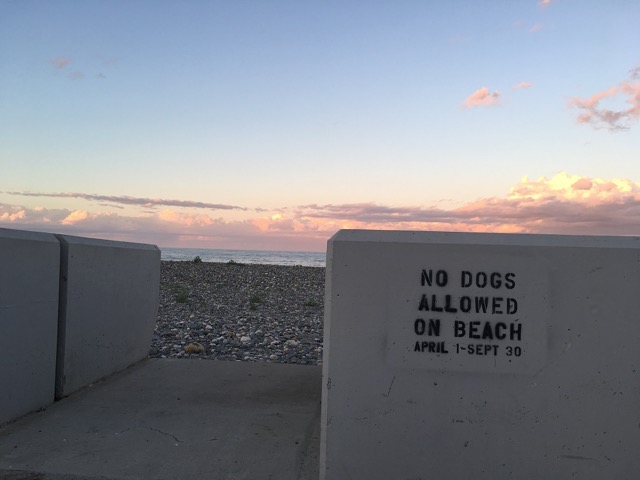 NO DOGS
ALLOWED
ON BEACH
APRIL 1-SEPT 30